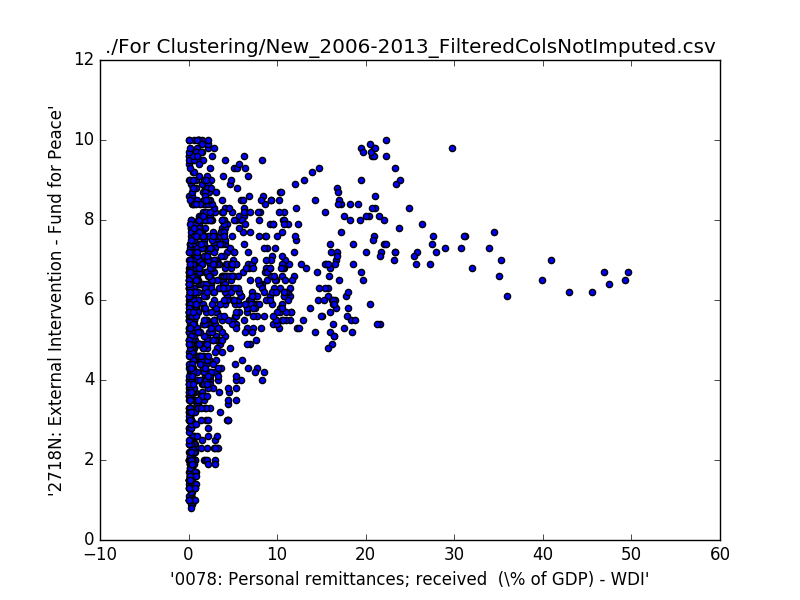 ./For Clustering/New_2006-2013_FilteredColsNotImputed.csv
12
10
8
6
4
2
0
'2718N: External Intervention - Fund for Peace'
−10 0 10 20 30 40 50 60
'0078: Personal remittances; received  (\% of GDP) - WDI'